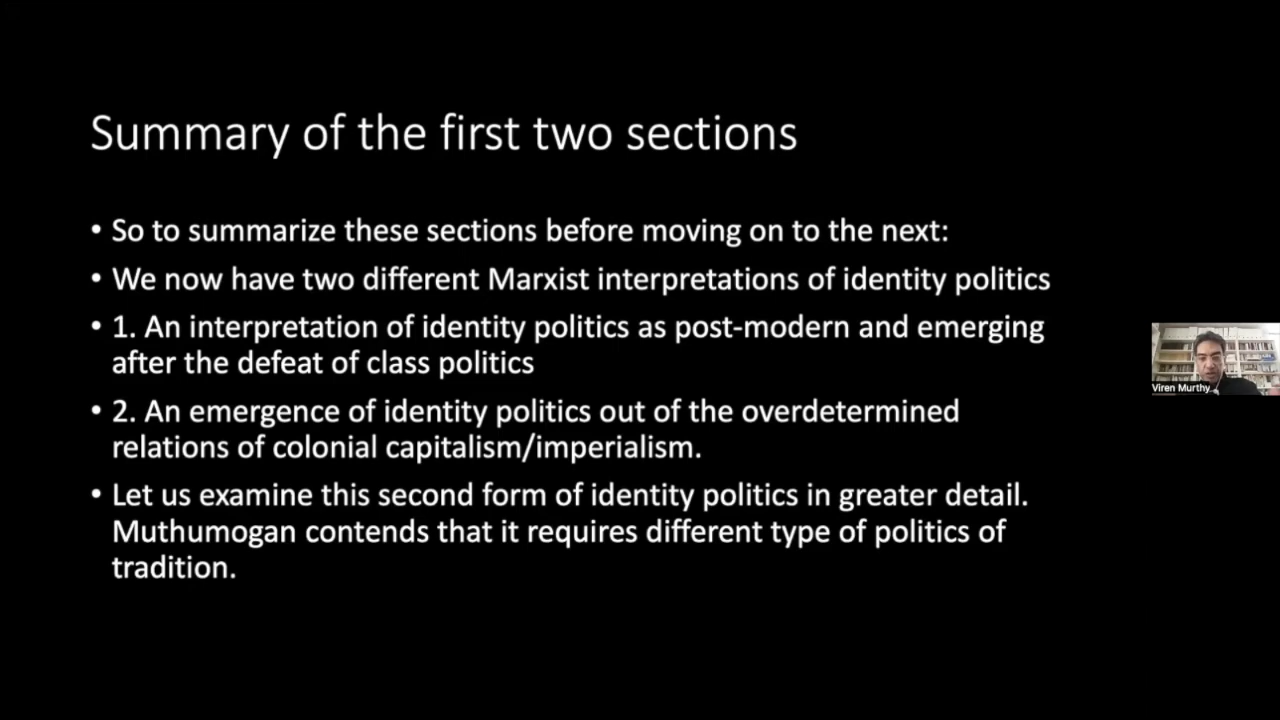 Summary of the first two sections
• So to summarize these sections before moving on to the next:
• We now have two different Marxist interpretations of identity politics
• 1. An interpretation of identity politics as post-modern and emerging
after the defeat of class politics
• 2. An emergence of identity politics out of the overdetermined
relations of colonial capitalism/imperialism.
• Let us examine this second form of identity politics in greater detail.
Muthumogan contends that it requires different type of politics of
tradition.
Viren Murthy